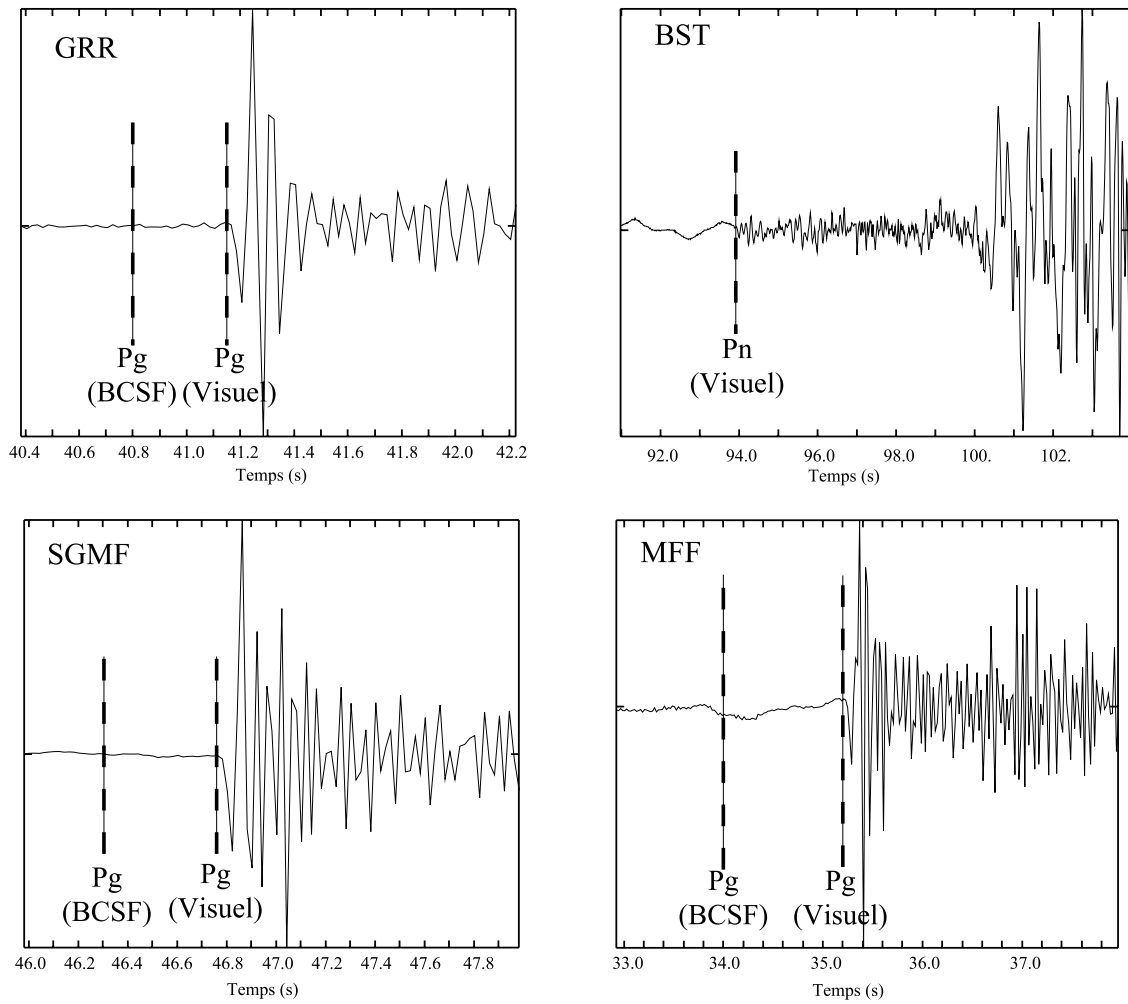 GRR
Pg Pg
(BCSF) (Visuel)
40.4 40.6 40.8 41.0 41.2 41.4 41.6 41.8 42.0 42.2
Temps (s)
BST
Pn
(Visuel)
92.0 94.0 96.0 98.0 100. 102.
Temps (s)
SGMF
Pg Pg
(BCSF) (Visuel)
46.0 46.2 46.4 46.6 46.8 47.0 47.2 47.4 47.6 47.8
Temps (s)
MFF
Pg Pg
(BCSF) (Visuel)
33.0 34.0 35.0 36.0 37.0
Temps (s)